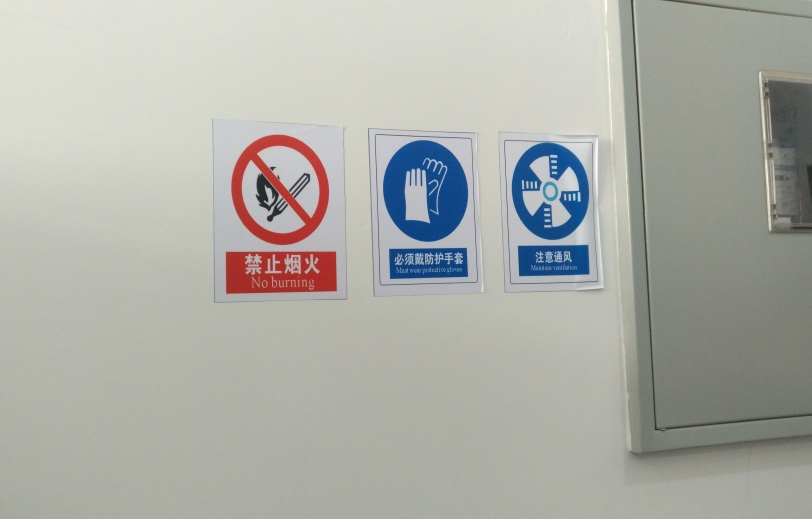 禁止烟火
No burning
必须戴防护手套
Must wear protective gloves
注意通风
Maintain ventilation